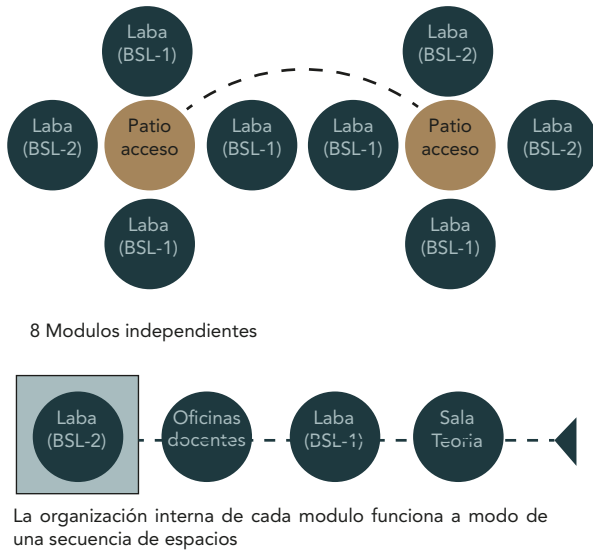 Laba
(BSL-1)
Laba
(BSL-2)
Laba
(BSL-2)
Patio
acceso
Laba
(BSL-1)
Laba
(BSL-1)
Patio
acceso
Laba
(BSL-2)
Laba
(BSL-1)
Laba
(BSL-1)
8 Modulos independientes
Laba
(BSL-2)
Oficinas
docentes
Laba
(BSL-1)
Sala
Teoria
La organización interna de cada modulo funciona a modo de
una secuencia de espacios